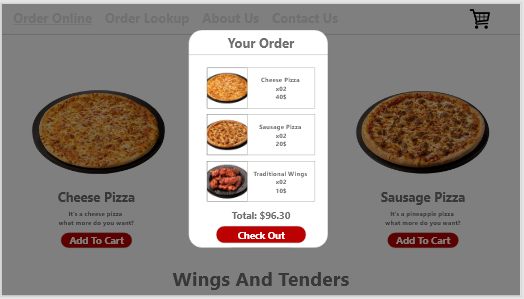 Order Online Order Lookup About Us Contact Us
Your Order
Cheese Pizza
x02
40$
Sausage Pizza
x02
20$
Traditional Wings
x02
10$
Total: $96.30
Check Out
Cheese Pizza
It's a cheese pizza
what more do you want?
Add To Cart
Sausage Pizza
It's a pineapple pizza
what more do you want?
Add To Cart
Wings And Tenders